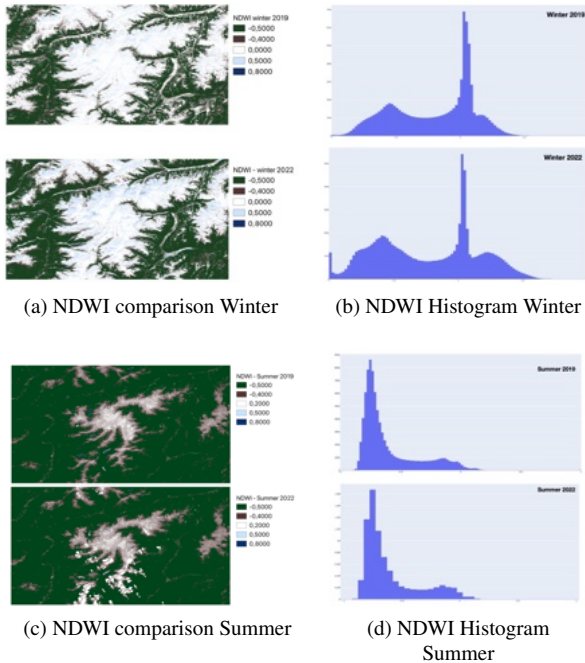 NDWI winter 2019
-0,5000
-0,4000
0,0000
0,5000
0,8000
Winter 2019
NDWI - winter 2022
-0,5000
-0,4000
0,0000
0,5000
0,8000
Winter 2022
(a) NDWI comparison Winter
(b) NDWI Histogram Winter
NDWI - Summer 2019
-0,5000
-0,4000
0,2000
0,5000
0,8000
Summer 2019
NDWI - Summer 2022
-0,5000
-0,4000
0,2000
0,5000
0,8000
Summer 2022
(c) NDWI comparison Summer
(d) NDWI Histogram
Summer